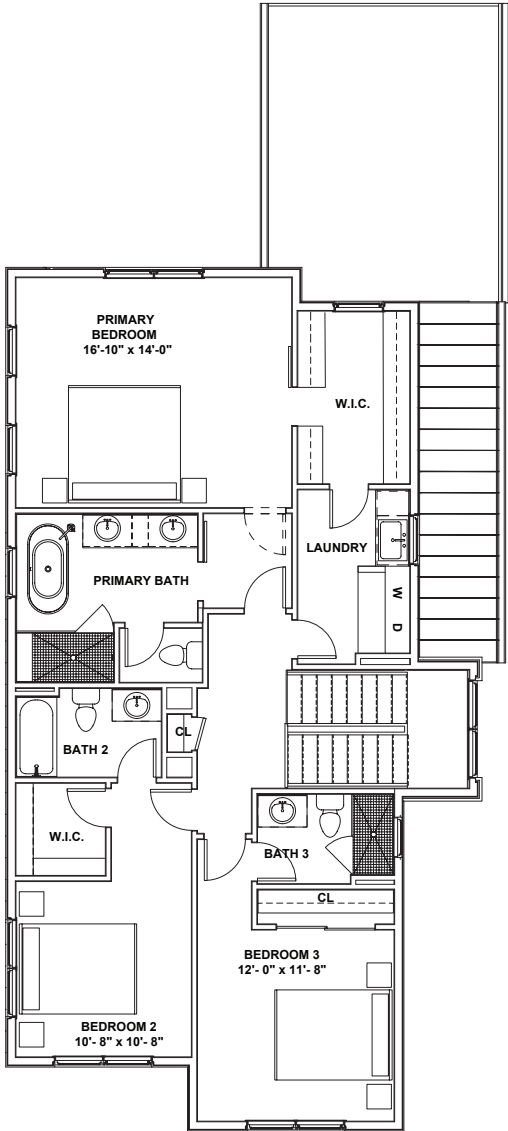 PRIMARY
BEDROOM
16'-10" x 14'-0"
W.I.C.
LAUNDRY
PRIMARY BATH
W D
CL
BATH 2
W.I.C.
BATH 3
CL
BEDROOM 3
12'- 0" x 11'- 8"
BEDROOM 2
10'- 8" x 10'- 8"